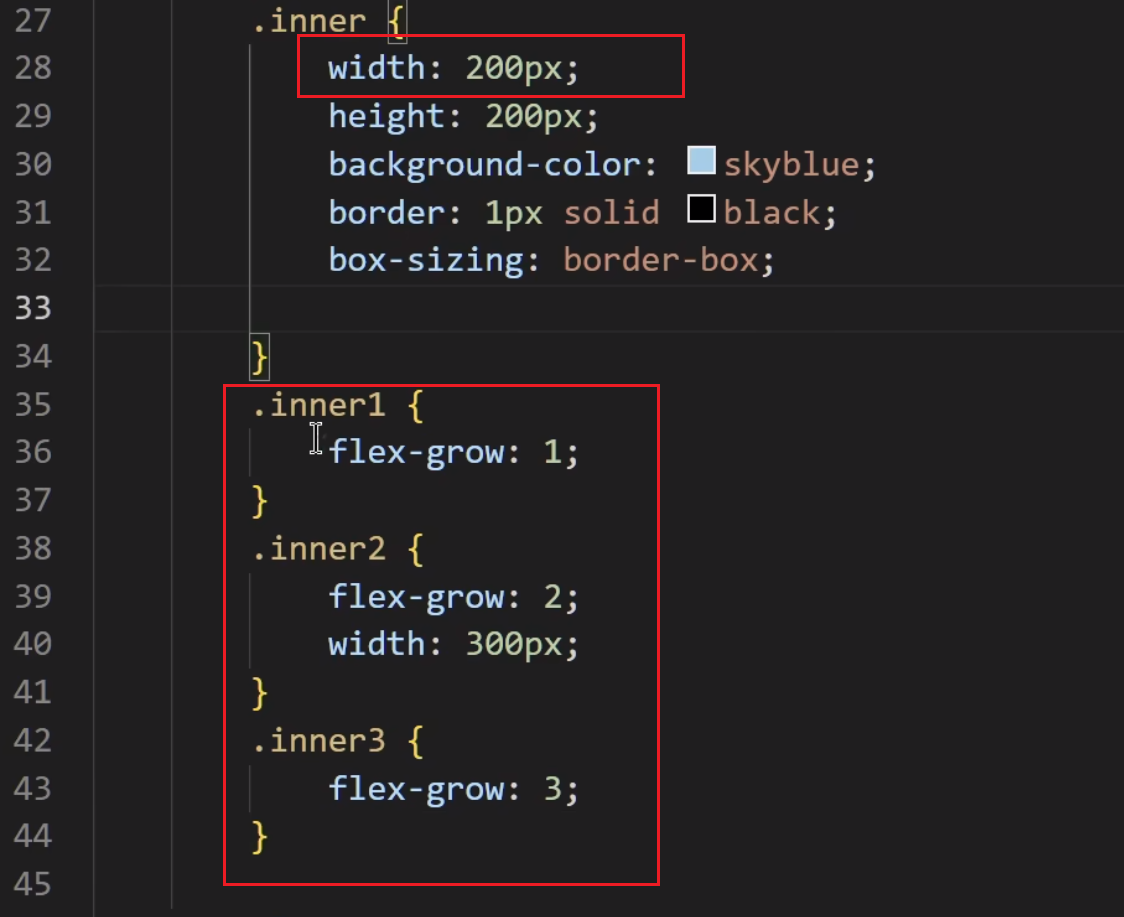 27 .inner {
28 width: 200px;
29 height: 200px;
30 background-color: skyblue;
31 border: 1px solid black;
32 box-sizing: border-box;
33
34 }
35 .inner1 {
36 flex-grow: 1;
37 }
38 .inner2 {
39 flex-grow: 2;
40 width: 300px;
41 }
42 .inner3 {
43 flex-grow: 3;
44 }
45